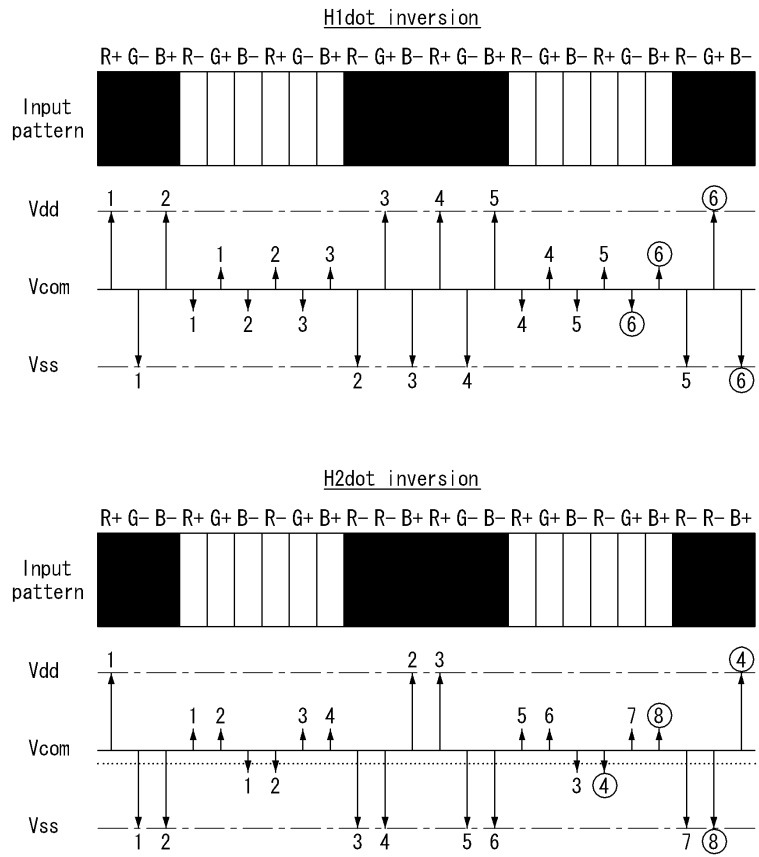 H1dot inversion
R+ G- B+ R- G+ B- R+ G- B+ R- G+ B- R+ G- B+ R- G+ B- R+ G- B+ R- G+ B-
Input
pattern
1 2 3 4 5 6
Vdd
1 2 3 4 5 6
Vcom
1 2 3 4 5 6
Vss
1 2 3 4 5 6
H2dot inversion
R+ G- B- R+ G+ B- R- G+ B+ R- R- B+ R+ G- B- R+ G+ B- R- G+ B+ R- R- B+
Input
pattern
1 2 3 4
Vdd
1 2 3 4 5 6 7 8
Vcom
1 2 3 4
Vss
1 2 3 4 5 6 7 8